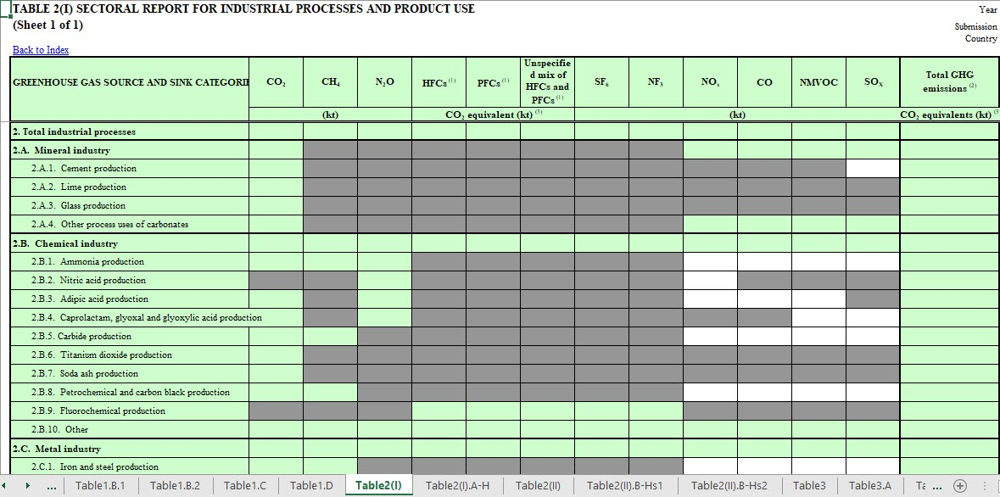 TABLE 2(I) SECTORAL REPORT FOR INDUSTRIAL PROCESSES AND PRODUCT USE
Year
(Sheet 1 of 1)
Submission
Country
Back to Index
GREENHOUSE GAS SOURCE AND SINK CATEGORIE
CO₂
CH₄
N₂O
HFCs ⁽¹⁾
PFCs ⁽¹⁾
Unspecifie
d mix of
HFCs and
PFCs ⁽¹⁾
SF₆
NF₃
NOₓ
CO
NMVOC
SOₓ
Total GHG
emissions ⁽²⁾
(kt)
CO₂ equivalent (kt) ⁽³⁾
(kt)
CO₂ equivalents (kt) ⁽³
2. Total industrial processes
2.A. Mineral industry
2.A.1. Cement production
2.A.2. Lime production
2.A.3. Glass production
2.A.4. Other process uses of carbonates
2.B. Chemical industry
2.B.1. Ammonia production
2.B.2. Nitric acid production
2.B.3. Adipic acid production
2.B.4. Caprolactam, glyoxal and glyoxylic acid production
2.B.5. Carbide production
2.B.6. Titanium dioxide production
2.B.7. Soda ash production
2.B.8. Petrochemical and carbon black production
2.B.9. Fluorochemical production
2.B.10. Other
2.C. Metal industry
2.C.1. Iron and steel production
... Table1.B.1 Table1.B.2 Table1.C Table1.D Table2(I) Table2(I).A-H Table2(II) Table2(II).B-Hs1 Table2(II).B-Hs2 Table3 Table3.A Ta ...